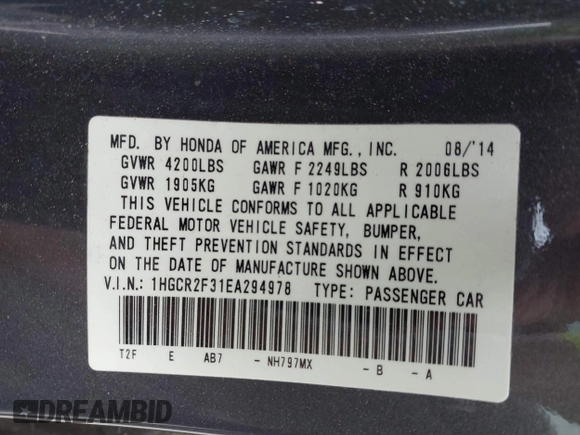 MFD. BY HONDA OF AMERICA MFG., INC. 08/'14
GVWR 4200LBS GAWR F 2249LBS R 2006LBS
GVWR 1905KG GAWR F 1020KG R 910KG
THIS VEHICLE CONFORMS TO ALL APPLICABLE
FEDERAL MOTOR VEHICLE SAFETY, BUMPER,
AND THEFT PREVENTION STANDARDS IN EFFECT
ON THE DATE OF MANUFACTURE SHOWN ABOVE.
V.I.N.: 1HGCR2F31EA294978 TYPE: PASSENGER CAR
T2F E AB7 - NH797MX - B - A
DREAMBID